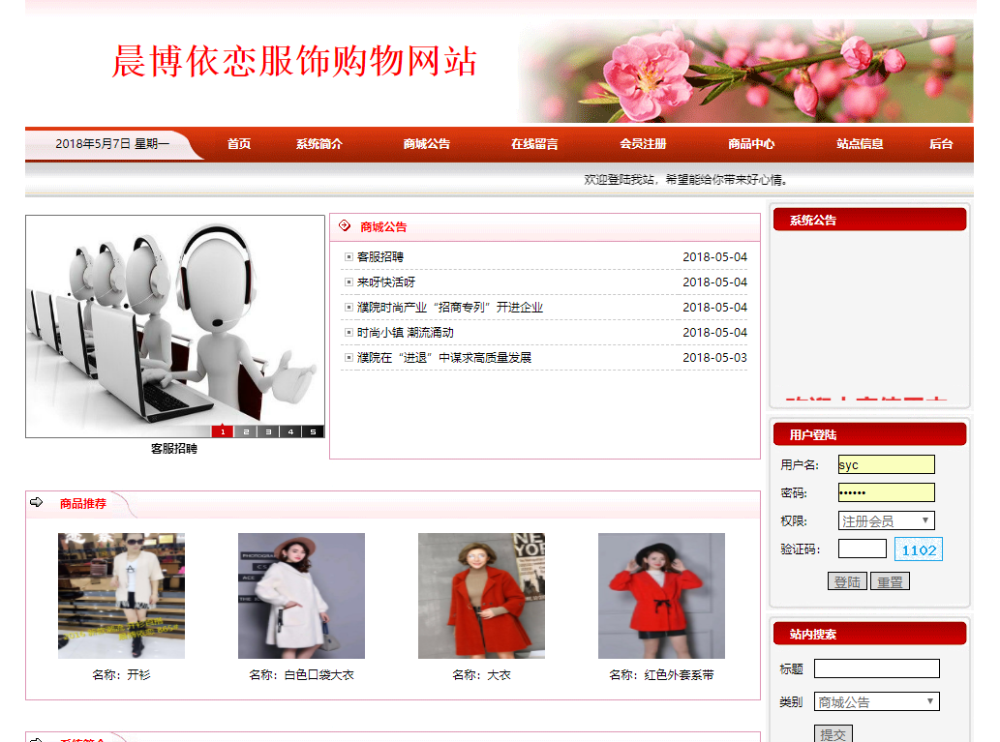 晨博依恋服饰购物网站
2018年5月7日 星期一
首页
系统简介
商城公告
在线留言
会员注册
商品中心
站点信息
后台
欢迎登陆我站，希望能给你带来好心情。
1 2 3 4 5
客服招聘
商城公告
客服招聘 2018-05-04
来呀快活呀 2018-05-04
濮院时尚产业“招商专列”开进企业 2018-05-04
时尚小镇 潮流涌动 2018-05-04
濮院在“进退”中谋求高质量发展 2018-05-03
系统公告
用户登陆
用户名: syc
密码: ••••••
权限: 注册会员
验证码: 1102
登陆 重置
站内搜索
标题
类别 商城公告
提交
商品推荐
名称：开衫
名称：白色口袋大衣
名称：大衣
名称：红色外套系带
系统简介